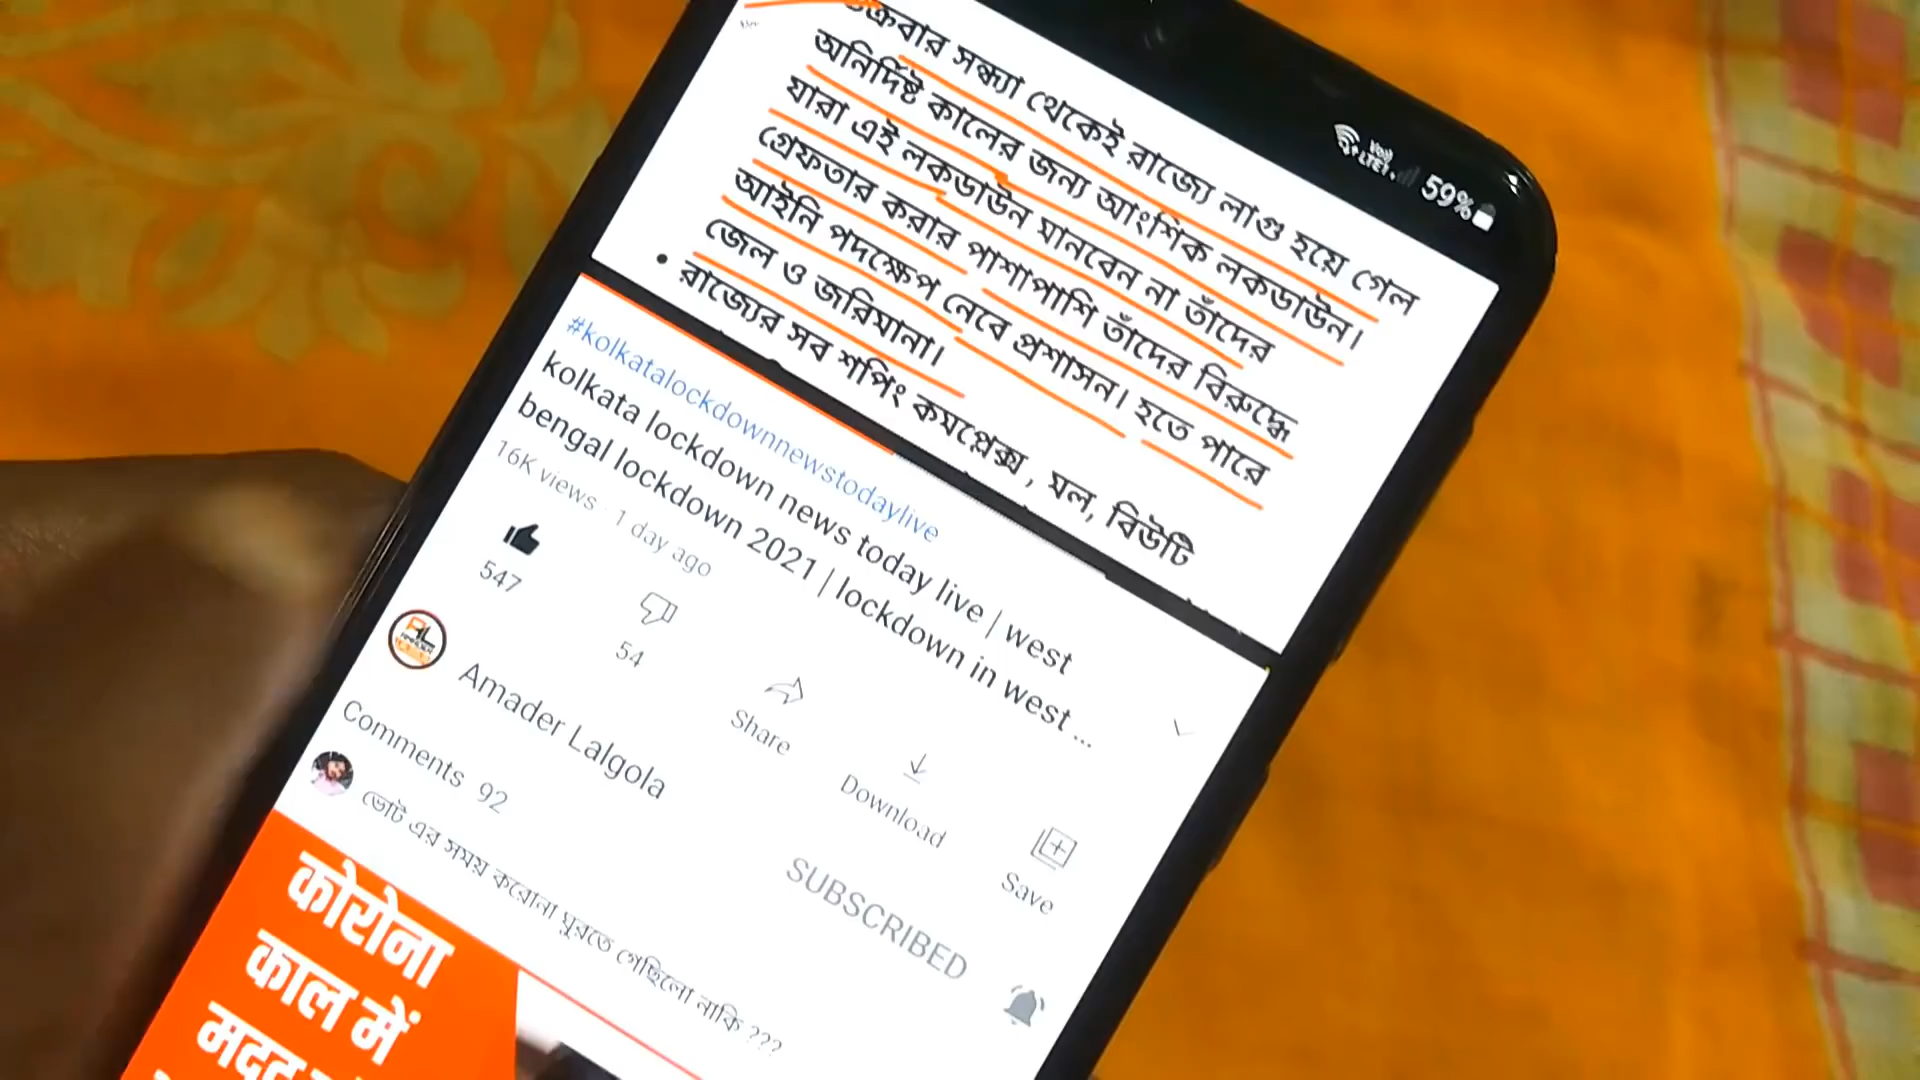 VoI)
LTE1
59%
সন্ধ্যা থেকেই রাজ্যে লাগু হয়ে গেল
অনির্দিষ্ট কালের জন্য আংশিক লকডাউন।
যারা এই লকডাউন মানবেন না তাঁদের
গ্রেফতার করার পাশাপাশি তাঁদের বিরুদ্ধে
আইনি পদক্ষেপ নেবে প্রশাসন। হতে পারে
জেল ও জরিমানা।
• রাজ্যের সব শপিং কমপ্লেক্স , মল, বিউটি
#kolkatalockdownnewstodaylive
kolkata lockdown news today live | west
bengal lockdown 2021 | lockdown in west ...
16K views · 1 day ago
547
54
Share
Download
Save
Amader Lalgola
SUBSCRIBED
Comments 92
ভোট এর সময় করোনা ঘুরতে গেছিলো নাকি ???
कोरोना
काल में